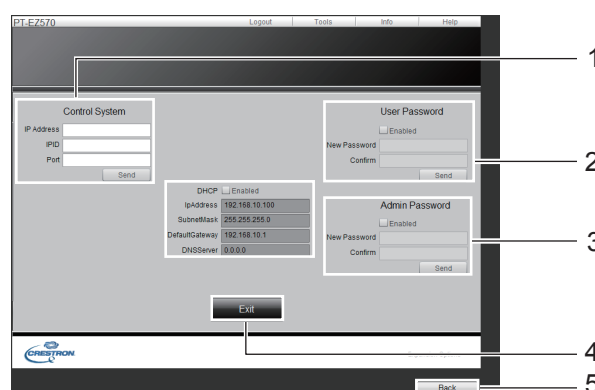 PT-EZ570 Logout Tools Info Help
1
Control System
IP Address
IPID
Port
Send
User Password
Enabled
New Password
Confirm
Send
2
DHCP Enabled
IpAddress 192.168.10.100
SubnetMask 255.255.255.0
DefaultGateway 192.168.10.1
DNSServer 0.0.0.0
Admin Password
Enabled
New Password
Confirm
Send
3
Exit
CRESTRON
4
Back
5